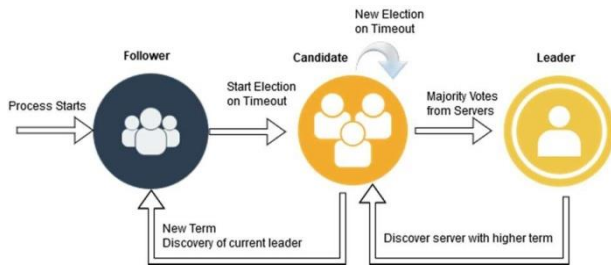 New Election
on Timeout
Follower
Candidate
Leader
Process Starts
Start Election
on Timeout
Majority Votes
from Servers
New Term
Discovery of current leader
Discover server with higher term